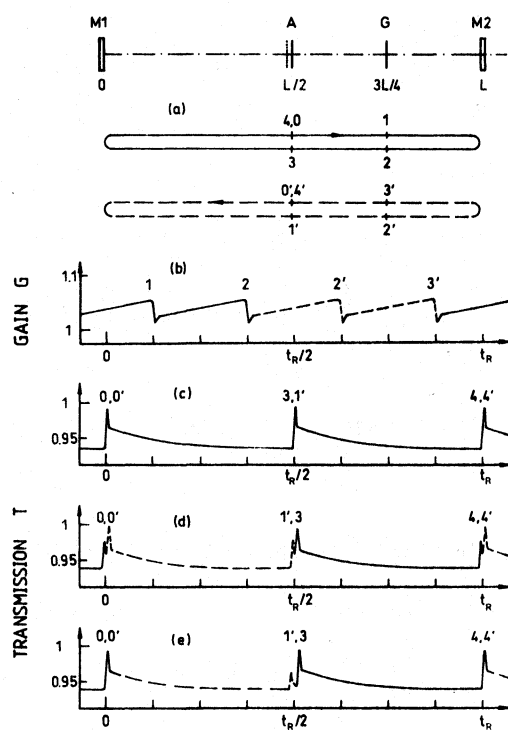 M1 A G M2
0 L/2 3L/4 L
(a)
4,0 1
3 2
0',4' 3'
1' 2'
GAIN G
(b)
1.1
1
1 2 2' 3'
0 t_R/2 t_R
TRANSMISSION T
(c)
1
0.95
0,0' 3,1' 4,4'
0 t_R/2 t_R
(d)
1
0.95
0,0' 1',3 4,4'
0 t_R/2 t_R
(e)
1
0.95
0,0' 1',3 4,4'
0 t_R/2 t_R